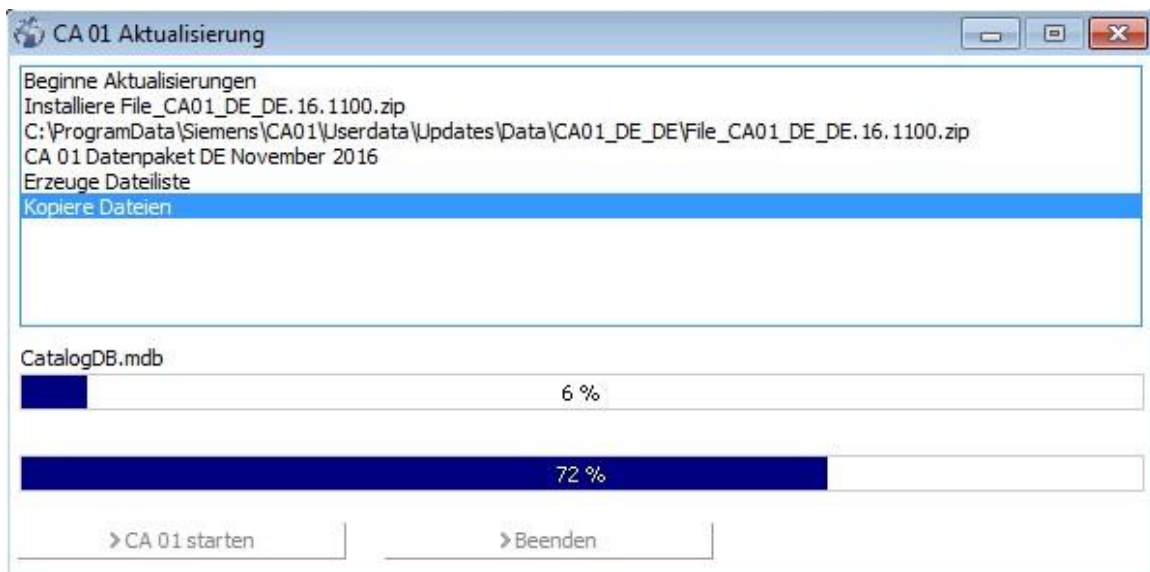 CA 01 Aktualisierung
Beginne Aktualisierungen
Installiere File_CA01_DE_DE.16.1100.zip
C:\ProgramData\Siemens\CA01\Userdata\Updates\Data\CA01_DE_DE\File_CA01_DE_DE.16.1100.zip
CA 01 Datenpaket DE November 2016
Erzeuge Dateiliste
Kopiere Dateien
CatalogDB.mdb
6 %
72 %
> CA 01 starten
> Beenden